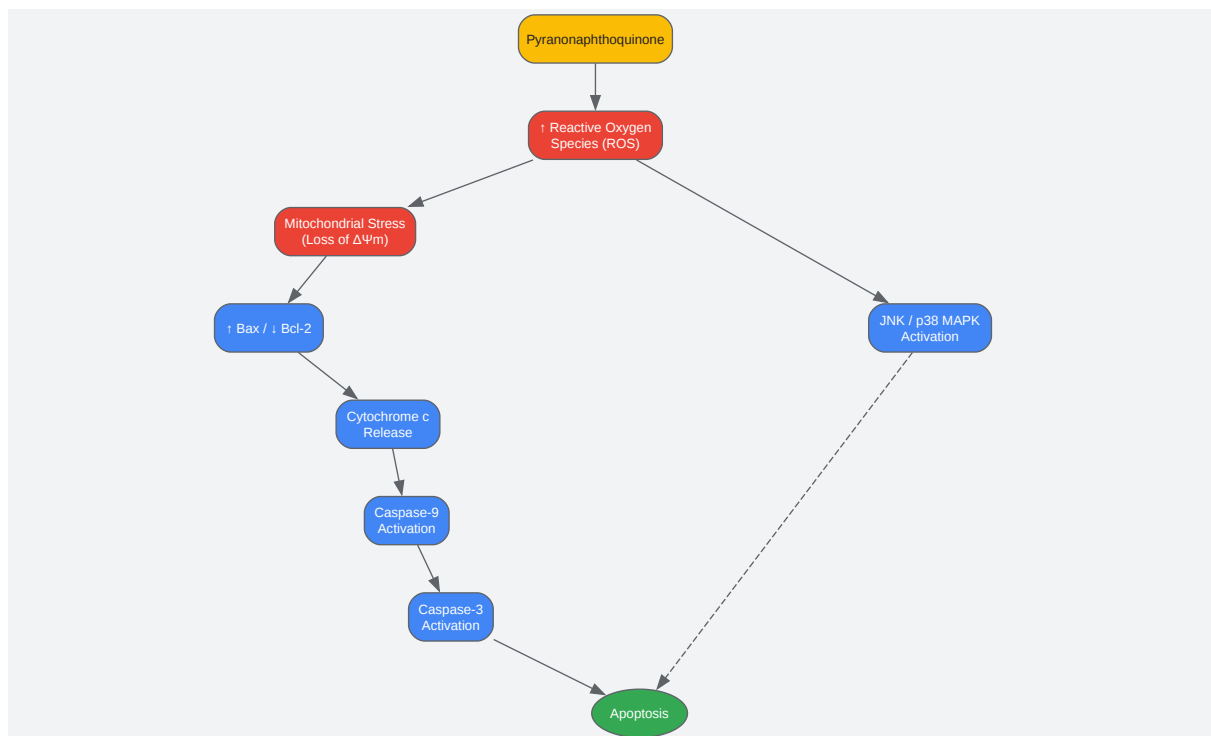 Pyranonaphthoquinone
↑ Reactive Oxygen
Species (ROS)
Mitochondrial Stress
(Loss of ΔΨm)
↑ Bax / ↓ Bcl-2
JNK / p38 MAPK
Activation
Cytochrome c
Release
Caspase-9
Activation
Caspase-3
Activation
Apoptosis